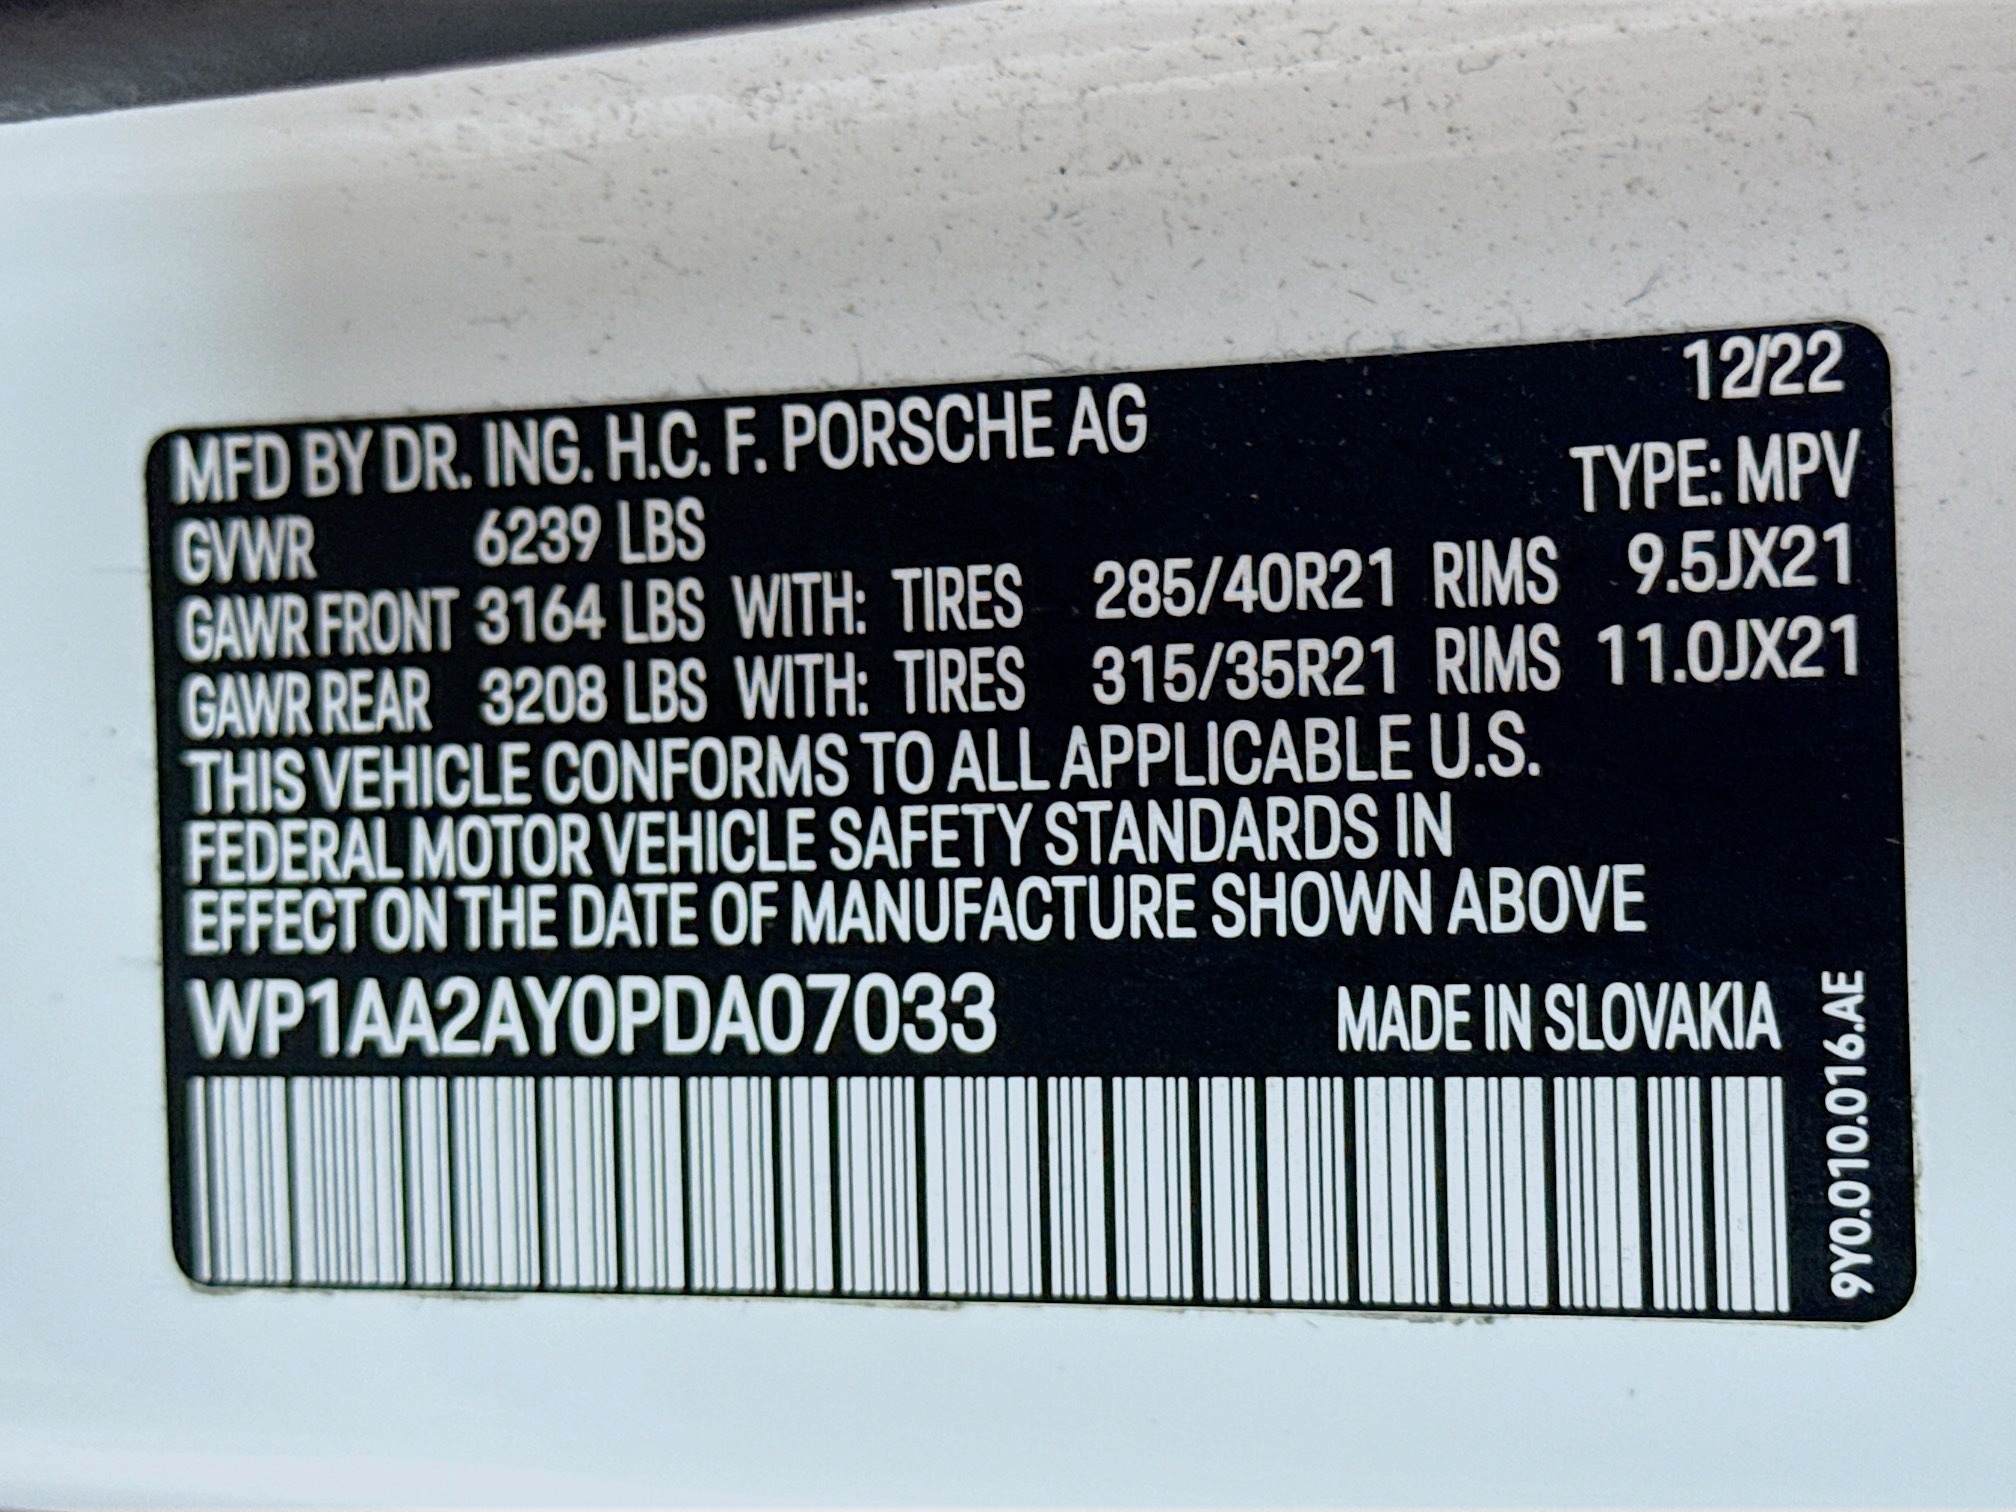 12/22
MFD BY DR. ING. H.C. F. PORSCHE AG
TYPE: MPV
GVWR 6239 LBS
GAWR FRONT 3164 LBS WITH: TIRES 285/40R21 RIMS 9.5JX21
GAWR REAR 3208 LBS WITH: TIRES 315/35R21 RIMS 11.0JX21
THIS VEHICLE CONFORMS TO ALL APPLICABLE U.S.
FEDERAL MOTOR VEHICLE SAFETY STANDARDS IN
EFFECT ON THE DATE OF MANUFACTURE SHOWN ABOVE
WP1AA2AY0PDA07033 MADE IN SLOVAKIA
9Y0.010.016.AE